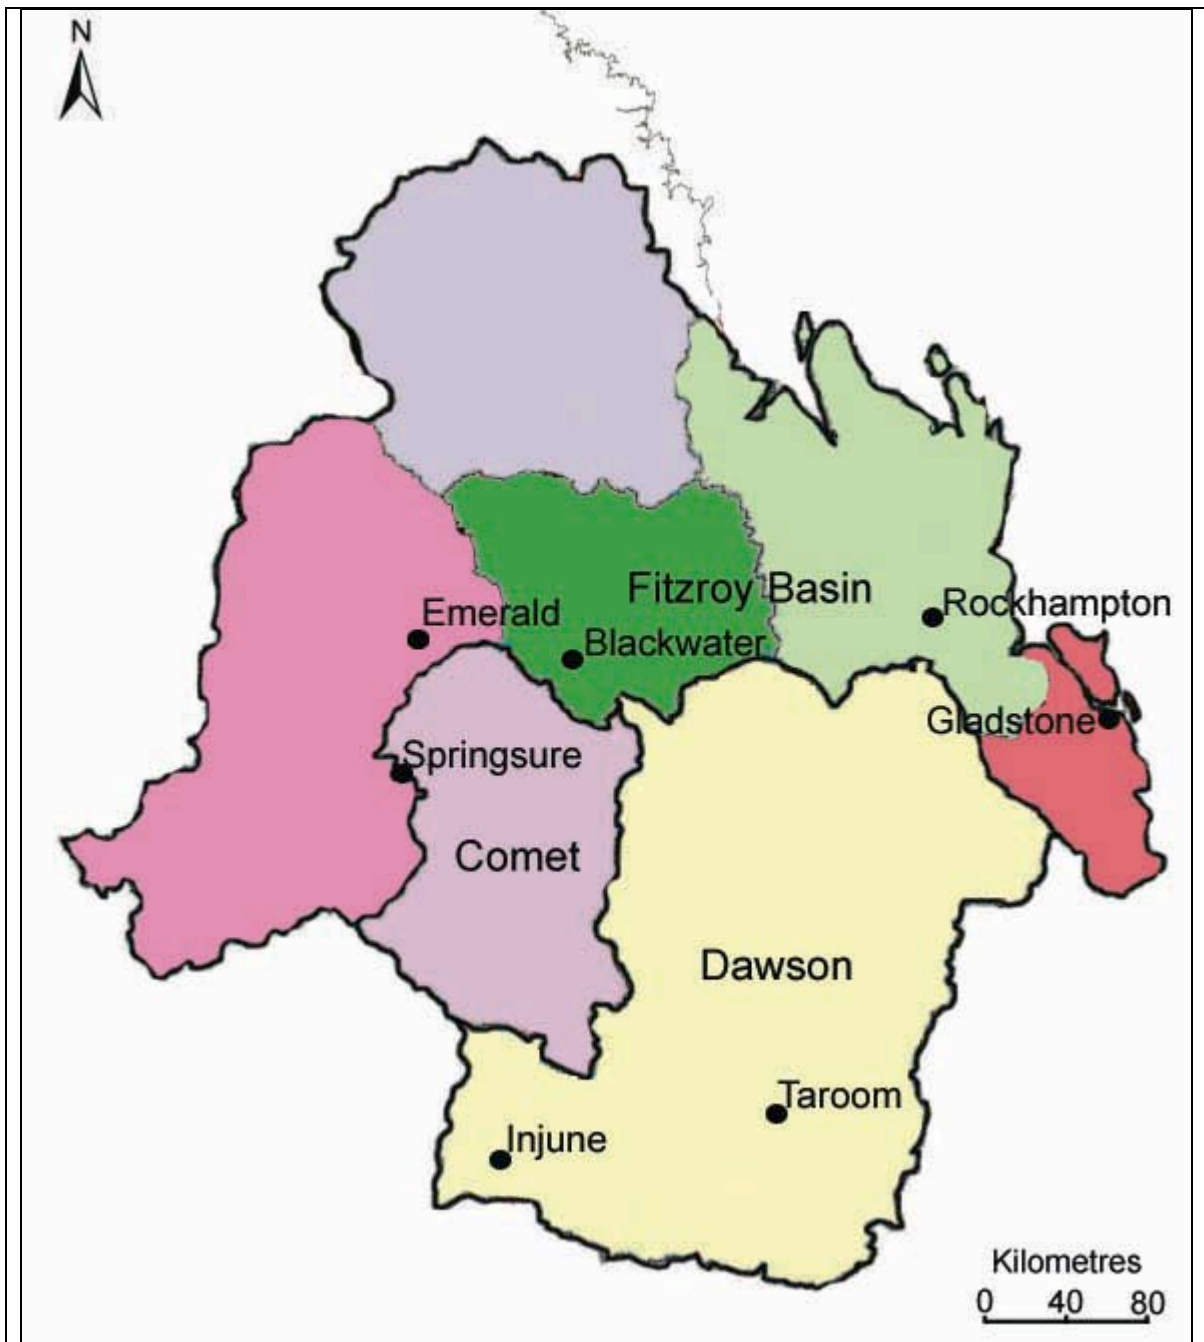 N
Fitzroy Basin
Rockhampton
Emerald
Blackwater
Gladstone
Springsure
Comet
Dawson
Taroom
Injune
Kilometres
0 40 80